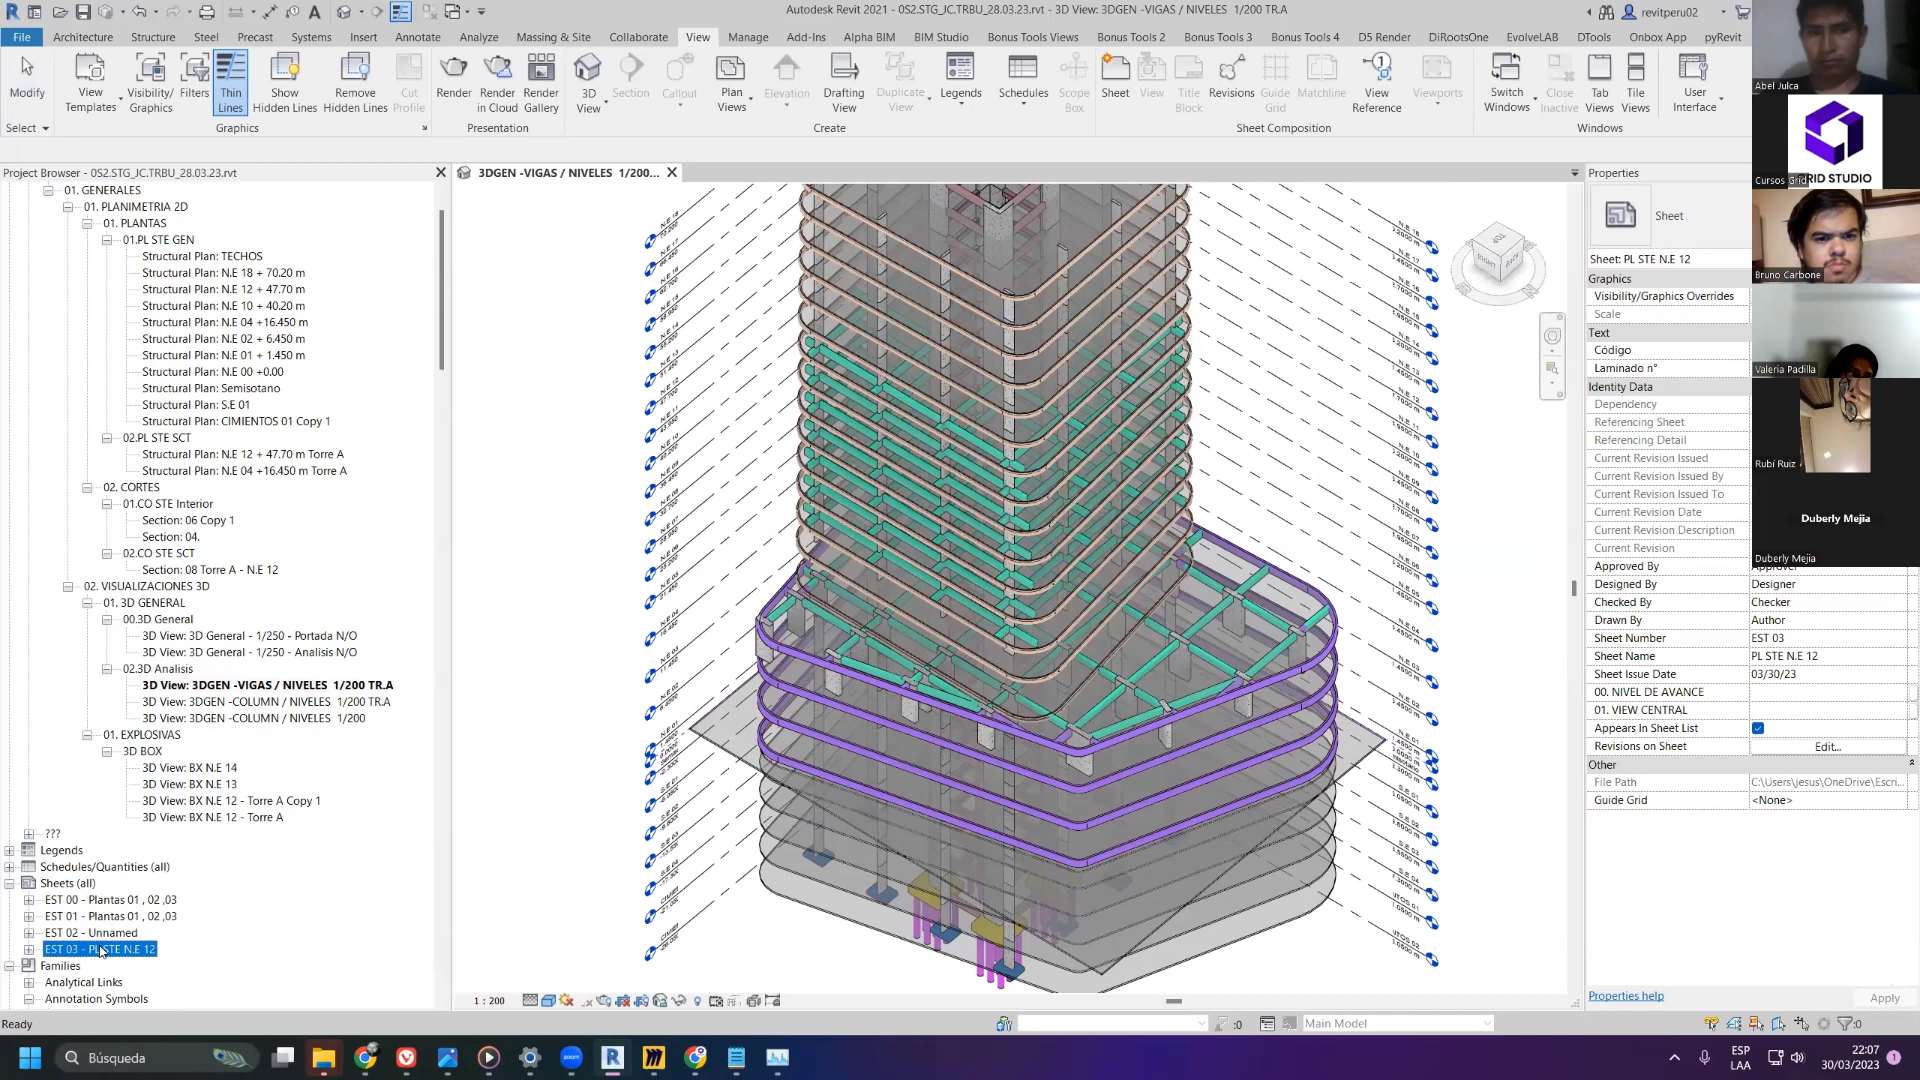 Autodesk Revit 2021 - 0S2.STG_JC.TRBU_28.03.23.rvt - 3D View: 3DGEN -VIGAS / NIVELES 1/200 TR.A
revitperu02
File Architecture Structure Steel Precast Systems Insert Annotate Analyze Massing & Site Collaborate View Manage Add-Ins Alpha BIM BIM Studio Bonus Tools Views Bonus Tools 2 Bonus Tools 3 Bonus Tools 4 D5 Render DiRootsOne EvolveLAB DTools Onbox App pyRevit
Modify
View Templates
Visibility/ Graphics
Filters
Thin Lines
Show Hidden Lines
Remove Hidden Lines
Cut Profile
Render
Render in Cloud
Render Gallery
3D View
Section
Callout
Plan Views
Elevation
Drafting View
Duplicate View
Legends
Schedules
Scope Box
Sheet
View
Title Block
Revisions
Guide Grid
Matchline
View Reference
Viewports
Switch Windows
Close Inactive
Tab Views
Tile Views
User Interface
Select
Graphics
Presentation
Create
Sheet Composition
Windows
Project Browser - 0S2.STG_JC.TRBU_28.03.23.rvt
01. GENERALES
01. PLANIMETRIA 2D
01. PLANTAS
01.PL STE GEN
Structural Plan: TECHOS
Structural Plan: N.E 18 + 70.20 m
Structural Plan: N.E 12 + 47.70 m
Structural Plan: N.E 10 + 40.20 m
Structural Plan: N.E 04 +16.450 m
Structural Plan: N.E 02 + 6.450 m
Structural Plan: N.E 01 + 1.450 m
Structural Plan: N.E 00 +0.00
Structural Plan: Semisotano
Structural Plan: S.E 01
Structural Plan: CIMIENTOS 01 Copy 1
02.PL STE SCT
Structural Plan: N.E 12 + 47.70 m Torre A
Structural Plan: N.E 04 +16.450 m Torre A
02. CORTES
01.CO STE Interior
Section: 06 Copy 1
Section: 04.
02.CO STE SCT
Section: 08 Torre A - N.E 12
02. VISUALIZACIONES 3D
01. 3D GENERAL
00.3D General
3D View: 3D General - 1/250 - Portada N/O
3D View: 3D General - 1/250 - Analisis N/O
02.3D Analisis
3D View: 3DGEN -VIGAS / NIVELES 1/200 TR.A
3D View: 3DGEN -COLUMN / NIVELES 1/200 TR.A
3D View: 3DGEN -COLUMN / NIVELES 1/200
01. EXPLOSIVAS
3D BOX
3D View: BX N.E 14
3D View: BX N.E 13
3D View: BX N.E 12 - Torre A Copy 1
3D View: BX N.E 12 - Torre A
???
Legends
Schedules/Quantities (all)
Sheets (all)
EST 00 - Plantas 01 , 02 ,03
EST 01 - Plantas 01 , 02 ,03
EST 02 - Unnamed
EST 03 - PL STE N.E 12
Families
Analytical Links
Annotation Symbols
3DGEN -VIGAS / NIVELES 1/200...
TOP
RIGHT
BACK
1 : 200
Properties
Sheet
Sheet: PL STE N.E 12
Graphics
Visibility/Graphics Overrides
Scale
Text
Código
Laminado n°
Identity Data
Dependency
Referencing Sheet
Referencing Detail
Current Revision Issued
Current Revision Issued By
Current Revision Issued To
Current Revision Date
Current Revision Description
Current Revision
Approved By Approver
Designed By Designer
Checked By Checker
Drawn By Author
Sheet Number EST 03
Sheet Name PL STE N.E 12
Sheet Issue Date 03/30/23
00. NIVEL DE AVANCE
01. VIEW CENTRAL
Appears In Sheet List
Revisions on Sheet Edit...
Other
File Path C:\Users\jesus\OneDrive\Escri...
Guide Grid <None>
Properties help
Apply
Abel Julca
GRID STUDIO
Cursos Grid
Bruno Carbone
Valeria Padilla
Rubí Ruiz
Duberly Mejia
Duberly Mejia
Ready
:0
Main Model
:0
Búsqueda
zoom
ESP
LAA
22:07
30/03/2023
1